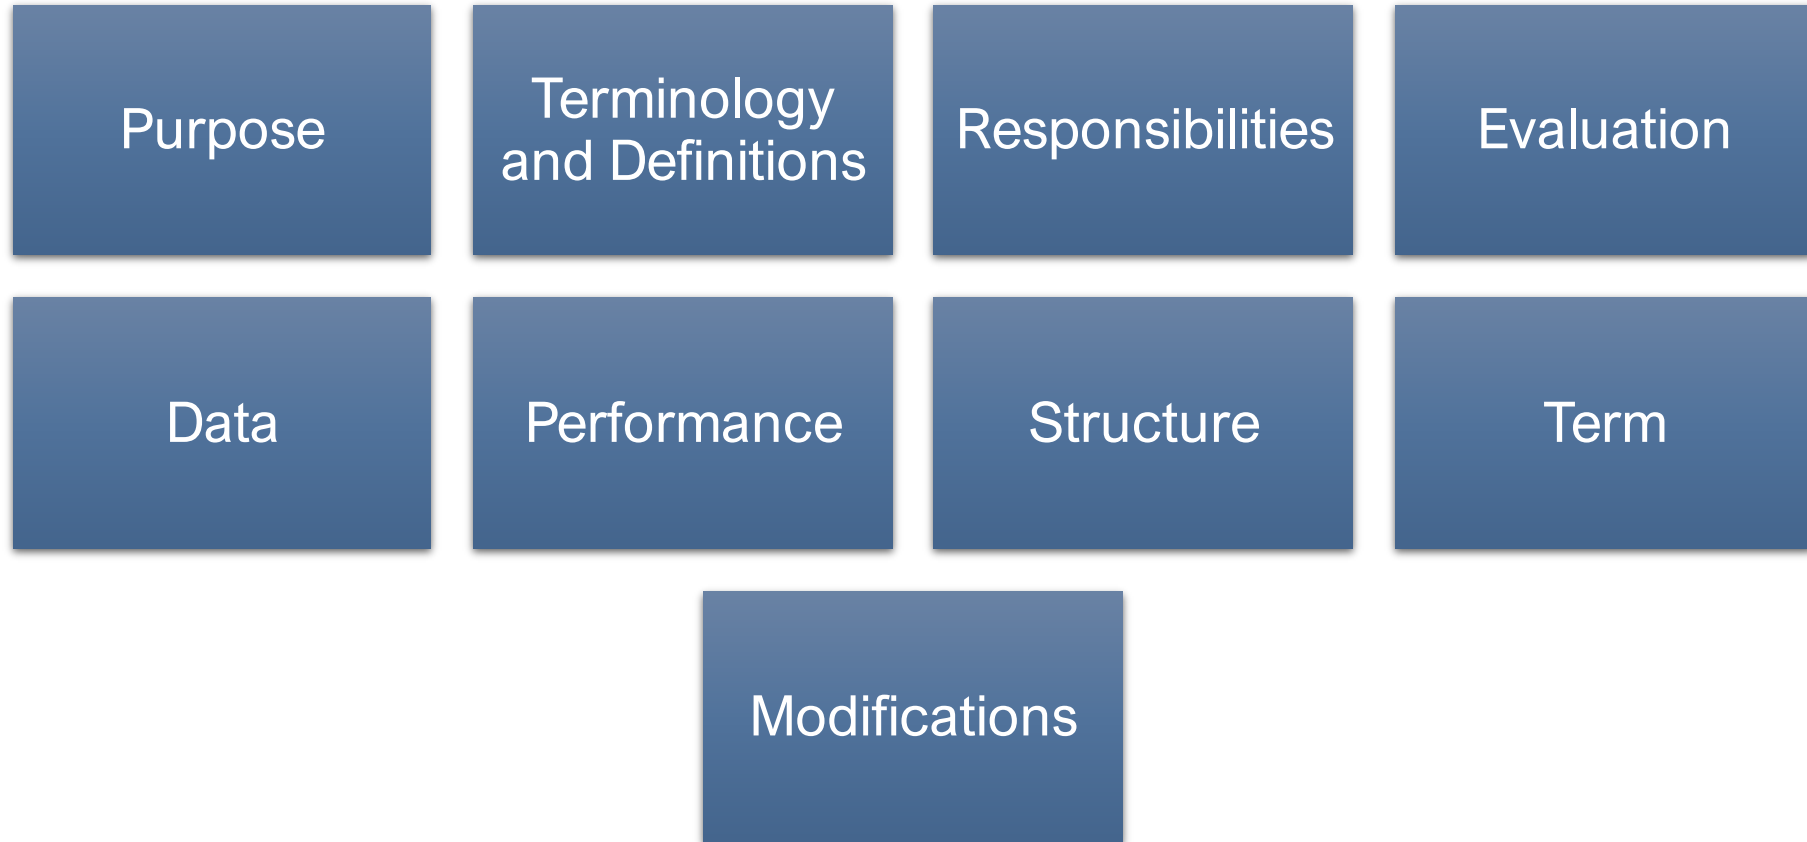 Purpose
Terminology
and Definitions
Responsibilities
Evaluation
Data
Performance
Structure
Term
Modifications